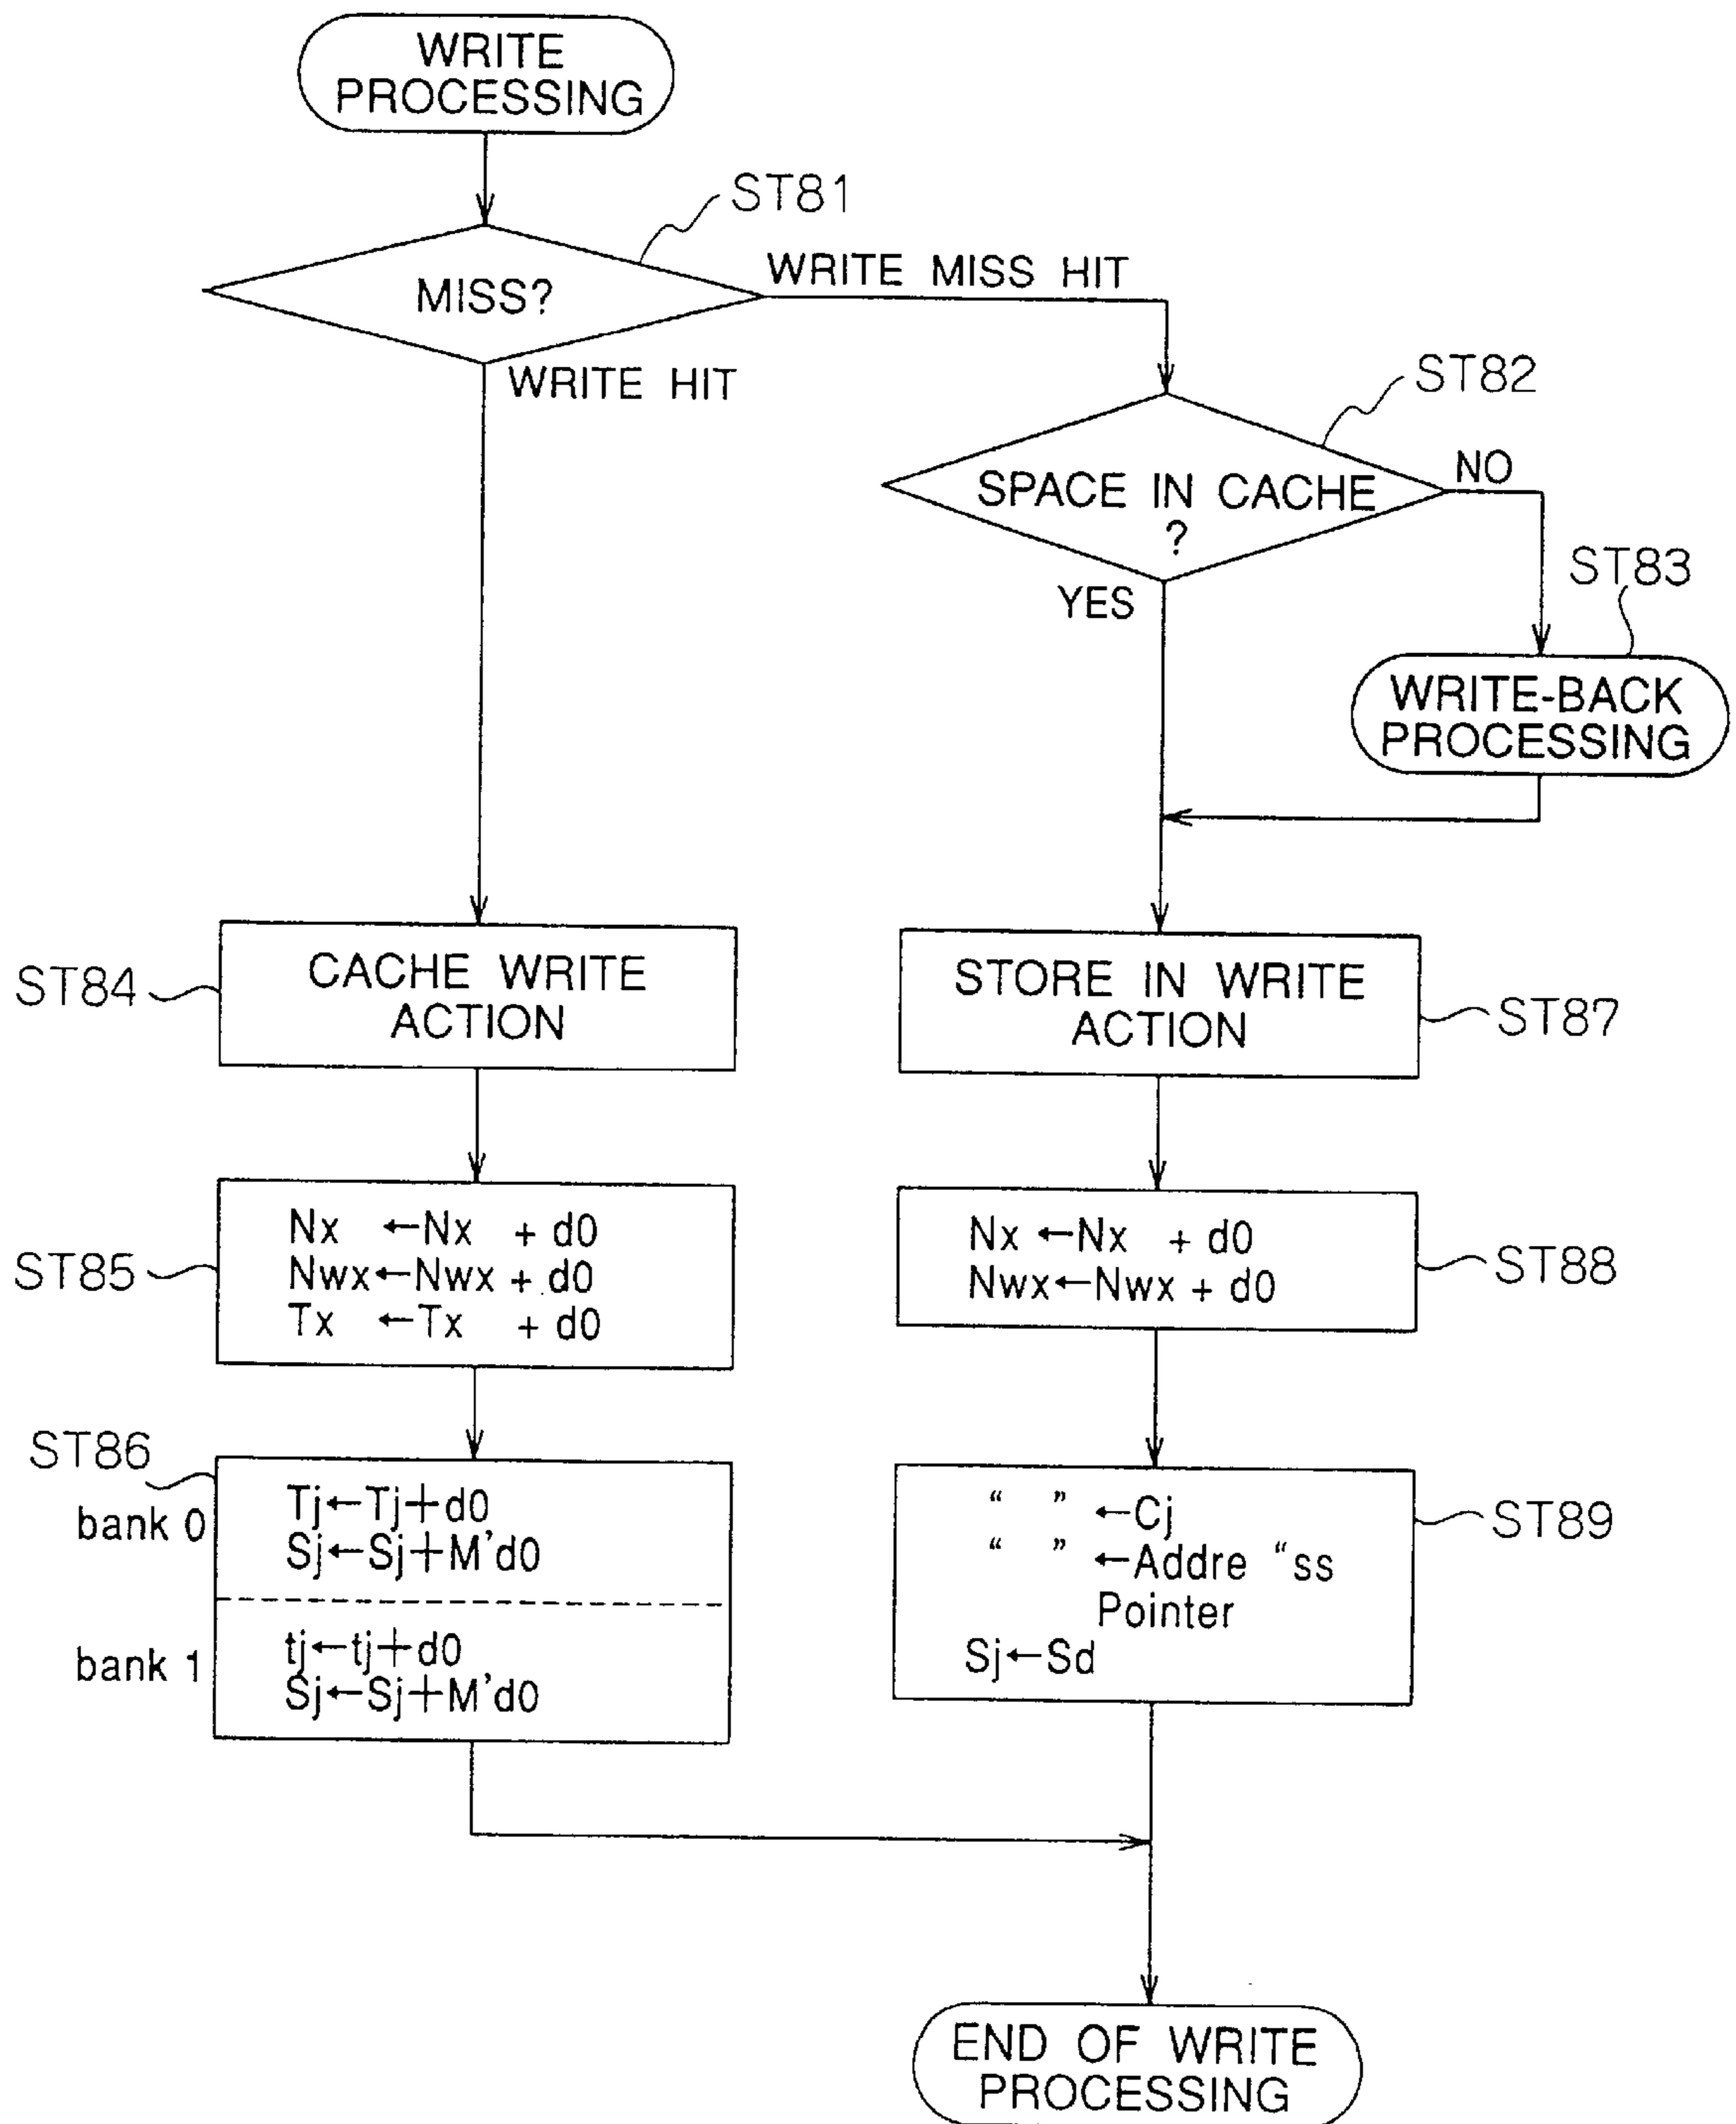 WRITE
PROCESSING
ST81
MISS?
WRITE MISS HIT
WRITE HIT
ST82
SPACE IN CACHE
?
NO
YES
ST83
WRITE-BACK
PROCESSING
ST84
CACHE WRITE
ACTION
STORE IN WRITE
ACTION
ST87
ST85
Nx ←Nx + d0
Nwx←Nwx + d0
Tx ←Tx + d0
Nx ←Nx + d0
Nwx←Nwx + d0
ST88
ST86
bank 0
Tj←Tj+d0
Sj←Sj+M'd0
bank 1
tj←tj+d0
Sj←Sj+M'd0
“ ” ←Cj
“ ” ←Addre “ss
Pointer
Sj←Sd
ST89
END OF WRITE
PROCESSING